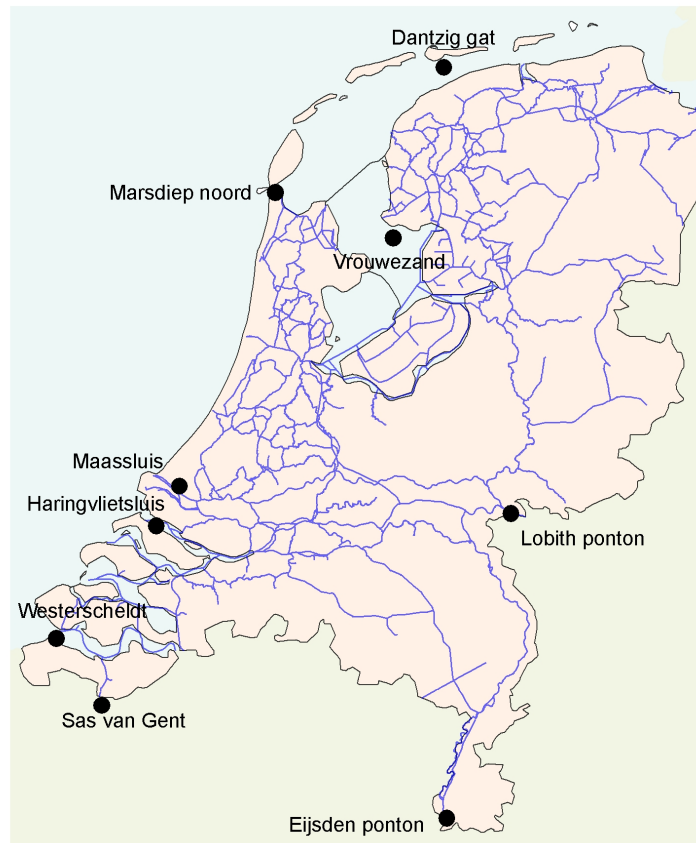 Dantzig gat
Marsdiep noord
Vrouwezand
Maassluis
Haringvlietsluis
Lobith ponton
Westerscheldt
Sas van Gent
Eijsden ponton